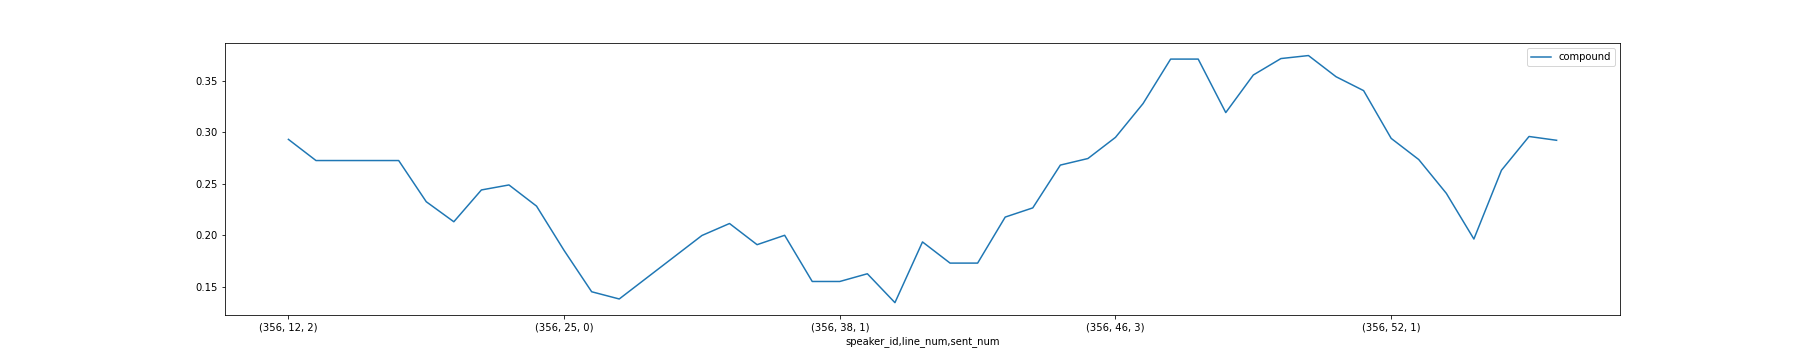 compound
0.35
0.30
0.25
0.20
0.15
(356, 12, 2) (356, 25, 0) (356, 38, 1) (356, 46, 3) (356, 52, 1)
speaker_id,line_num,sent_num